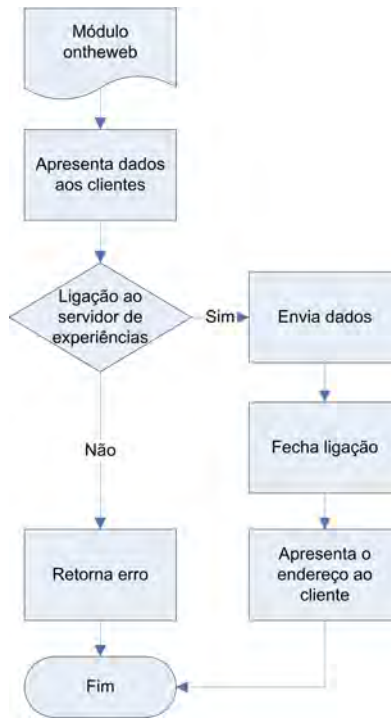 Módulo
ontheweb
Apresenta dados
aos clientes
Ligação ao
servidor de
experiências
Sim
Envia dados
Fecha ligação
Não
Retorna erro
Apresenta o
endereço ao
cliente
Fim